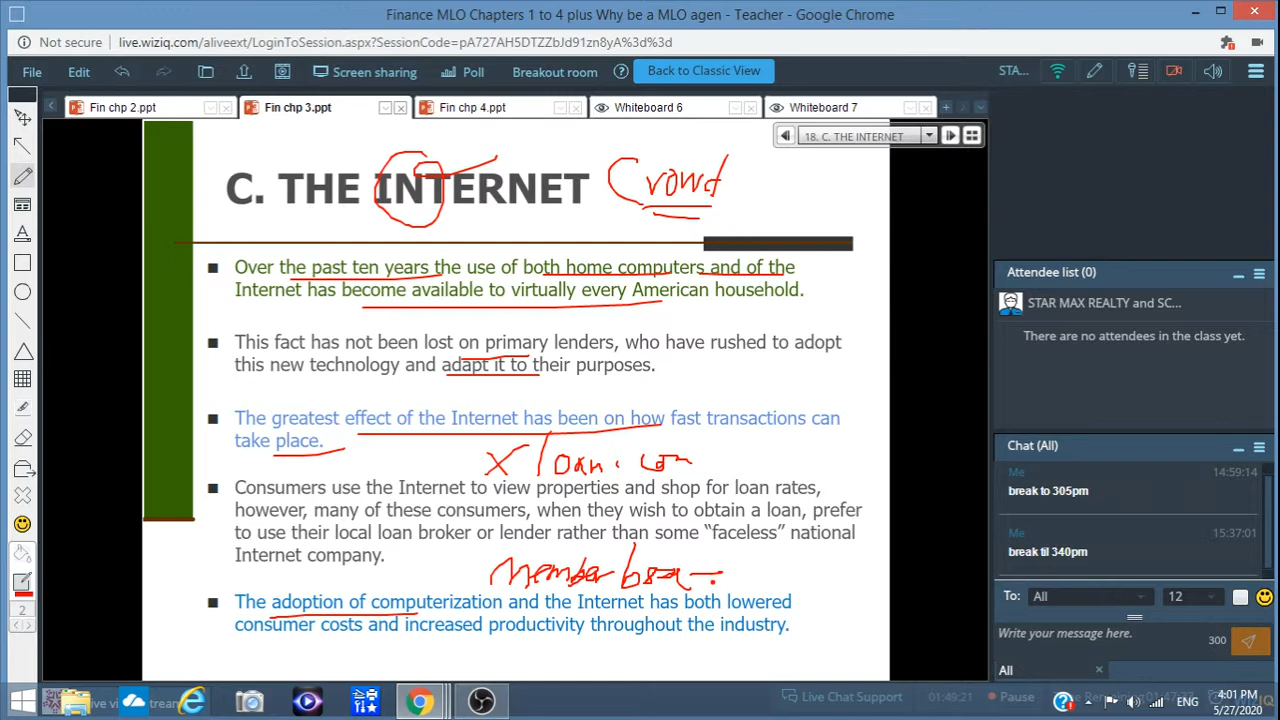 Finance MLO Chapters 1 to 4 plus Why be a MLO agen - Teacher - Google Chrome
Not secure | live.wiziq.com/aliveext/LoginToSession.aspx?SessionCode=pA727AH5DTZZbJd91zn8yA%3d%3d
File Edit Screen sharing Poll Breakout room ? Back to Classic View STA...
Fin chp 2.ppt Fin chp 3.ppt Fin chp 4.ppt Whiteboard 6 Whiteboard 7
18. C. THE INTERNET
C. THE INTERNET Crowd
Over the past ten years the use of both home computers and of the
Internet has become available to virtually every American household.
This fact has not been lost on primary lenders, who have rushed to adopt
this new technology and adapt it to their purposes.
The greatest effect of the Internet has been on how fast transactions can
take place.
X loan.com
Consumers use the Internet to view properties and shop for loan rates,
however, many of these consumers, when they wish to obtain a loan, prefer
to use their local loan broker or lender rather than some “faceless” national
Internet company.
member
The adoption of computerization and the Internet has both lowered
consumer costs and increased productivity throughout the industry.
Attendee list (0)
STAR MAX REALTY and SC...
There are no attendees in the class yet.
Chat (All)
Me 14:59:14
break to 305pm
Me 15:37:01
break til 340pm
To: All 12
Write your message here. 300
All
2
Live Chat Support 01:49:21 Pause
ENG
4:01 PM
5/27/2020